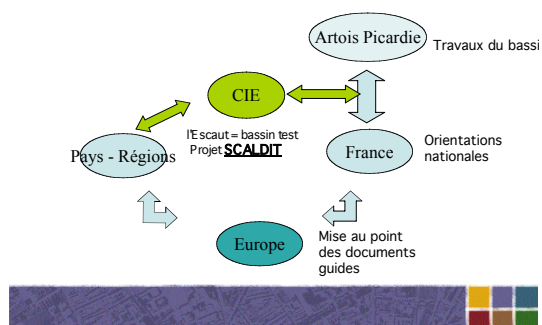 Artois Picardie
Travaux du bassi
CIE
l'Escaut = bassin test
Projet SCALDIT
Pays - Régions
France
Orientations
nationales
Europe
Mise au point
des documents
guides